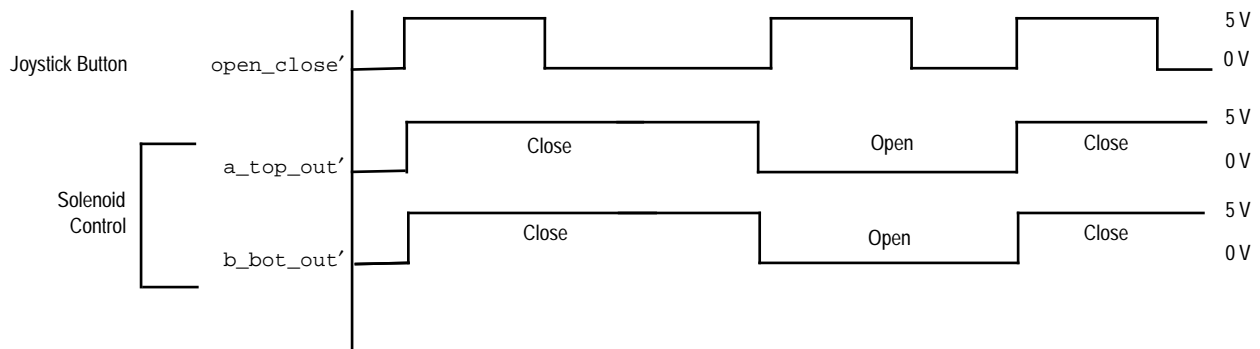 5 V
Joystick Button
open_close′
0 V
5 V
Close
Open
Close
a_top_out′
0 V
Solenoid
Control
5 V
Close
Open
Close
b_bot_out′
0 V